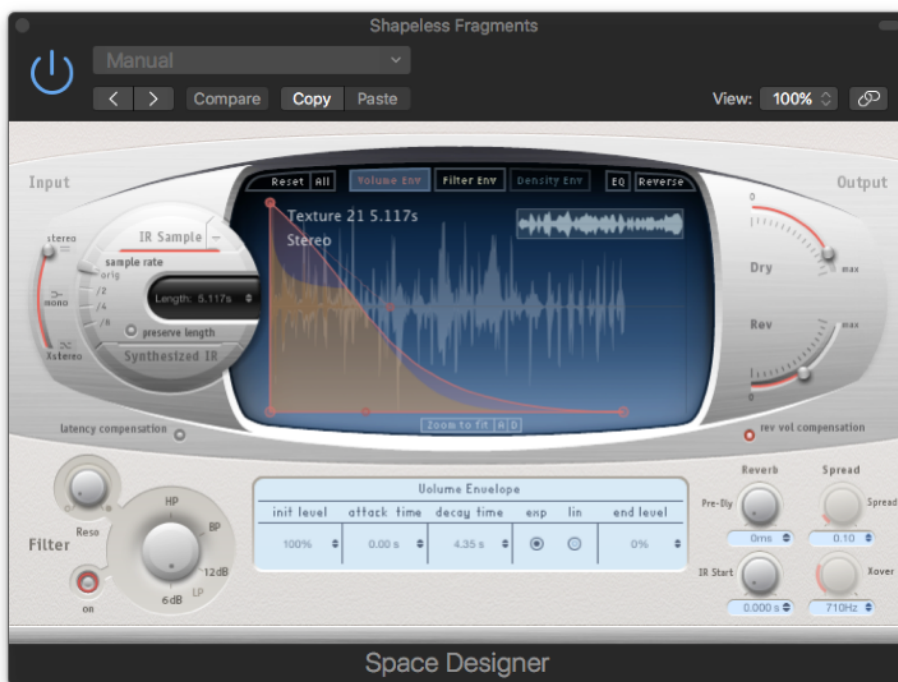 Shapeless Fragments
Manual
Compare Copy Paste View: 100%
Input Output
Reset All Volume Env Filter Env Density Env EQ Reverse
Texture 21 5.117s
Stereo
IR Sample
sample rate
orig
/2
/4
/8
Length: 5.117s
preserve length
Synthesized IR
stereo
mono
Xstereo
0
Dry
max
Rev
max
0
Zoom to fit A D
latency compensation
rev vol compensation
Filter
Reso
on
HP
BP
12dB
LP
6dB
Volume Envelope
init level attack time decay time exp lin end level
100% 0.00 s 4.35 s 0%
Reverb Spread
Pre-Dly Spread
0ms 0.10
IR Start Xover
0.000 s 710Hz
Space Designer